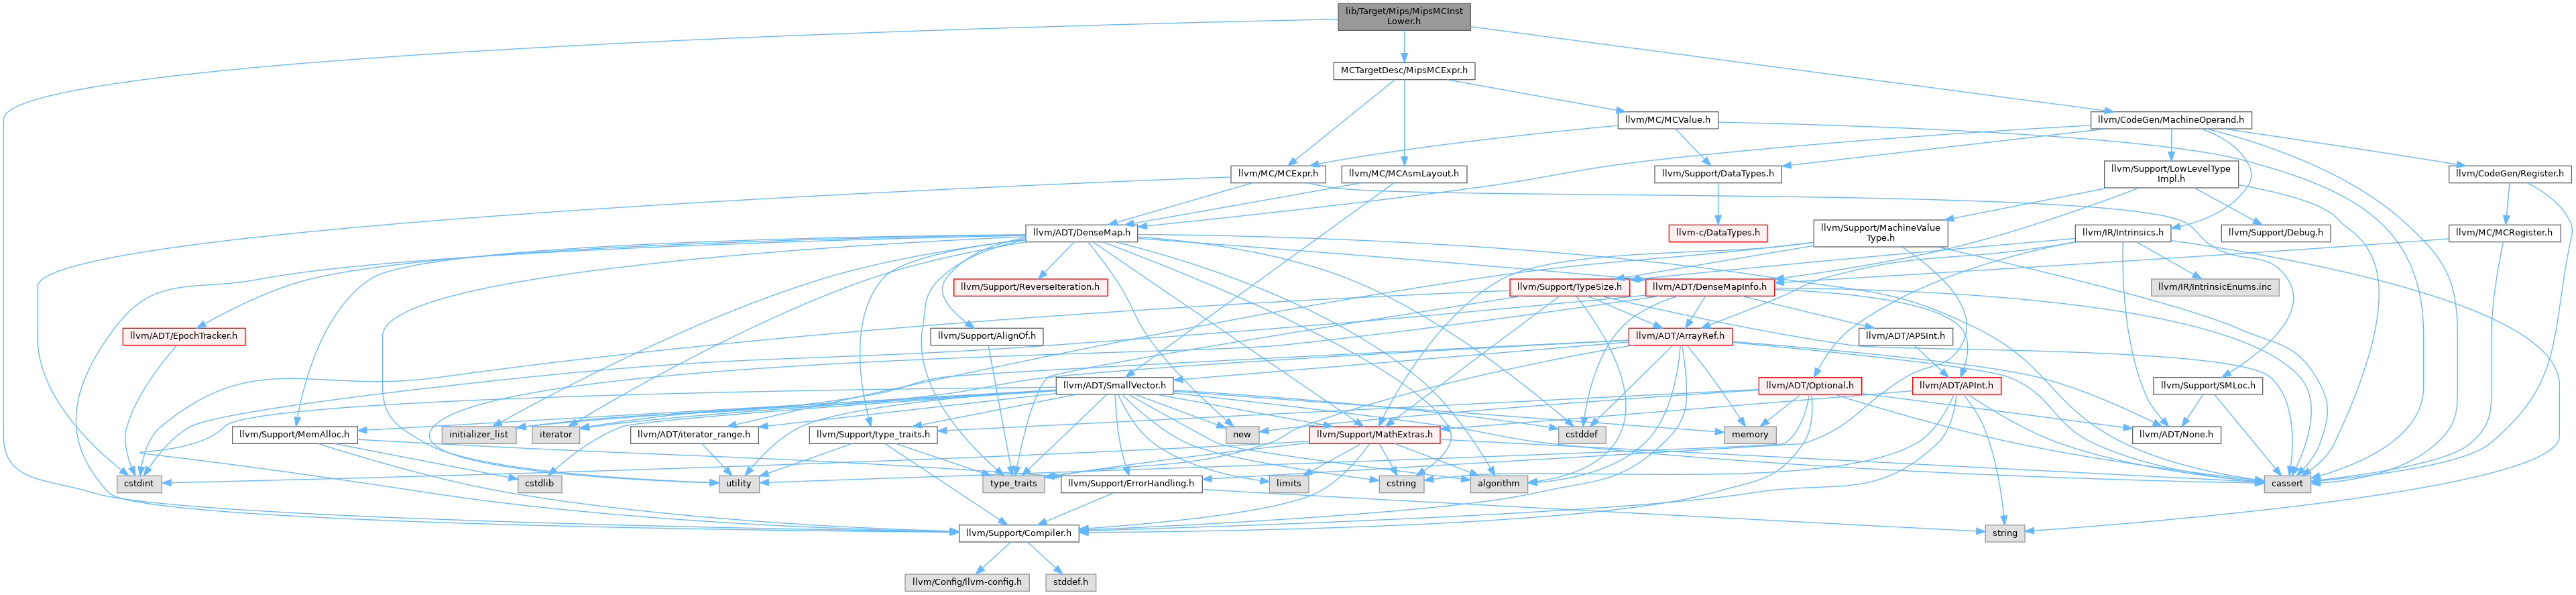 lib/Target/Mips/MipsMCInst
Lower.h
MCTargetDesc/MipsMCExpr.h
llvm/MC/MCValue.h
llvm/CodeGen/MachineOperand.h
llvm/MC/MCExpr.h
llvm/MC/MCAsmLayout.h
llvm/Support/DataTypes.h
llvm/Support/LowLevelType
Impl.h
llvm/CodeGen/Register.h
llvm/ADT/DenseMap.h
llvm-c/DataTypes.h
llvm/Support/MachineValue
Type.h
llvm/IR/Intrinsics.h
llvm/Support/Debug.h
llvm/MC/MCRegister.h
llvm/Support/ReverseIteration.h
llvm/Support/TypeSize.h
llvm/ADT/DenseMapInfo.h
llvm/IR/IntrinsicEnums.inc
llvm/ADT/EpochTracker.h
llvm/Support/AlignOf.h
llvm/ADT/ArrayRef.h
llvm/ADT/APSInt.h
llvm/ADT/SmallVector.h
llvm/ADT/Optional.h
llvm/ADT/APInt.h
llvm/Support/SMLoc.h
llvm/Support/MemAlloc.h
initializer_list
iterator
llvm/ADT/iterator_range.h
llvm/Support/type_traits.h
new
llvm/Support/MathExtras.h
cstddef
memory
llvm/ADT/None.h
cstdint
cstdlib
utility
type_traits
llvm/Support/ErrorHandling.h
limits
cstring
algorithm
cassert
llvm/Support/Compiler.h
string
llvm/Config/llvm-config.h
stddef.h